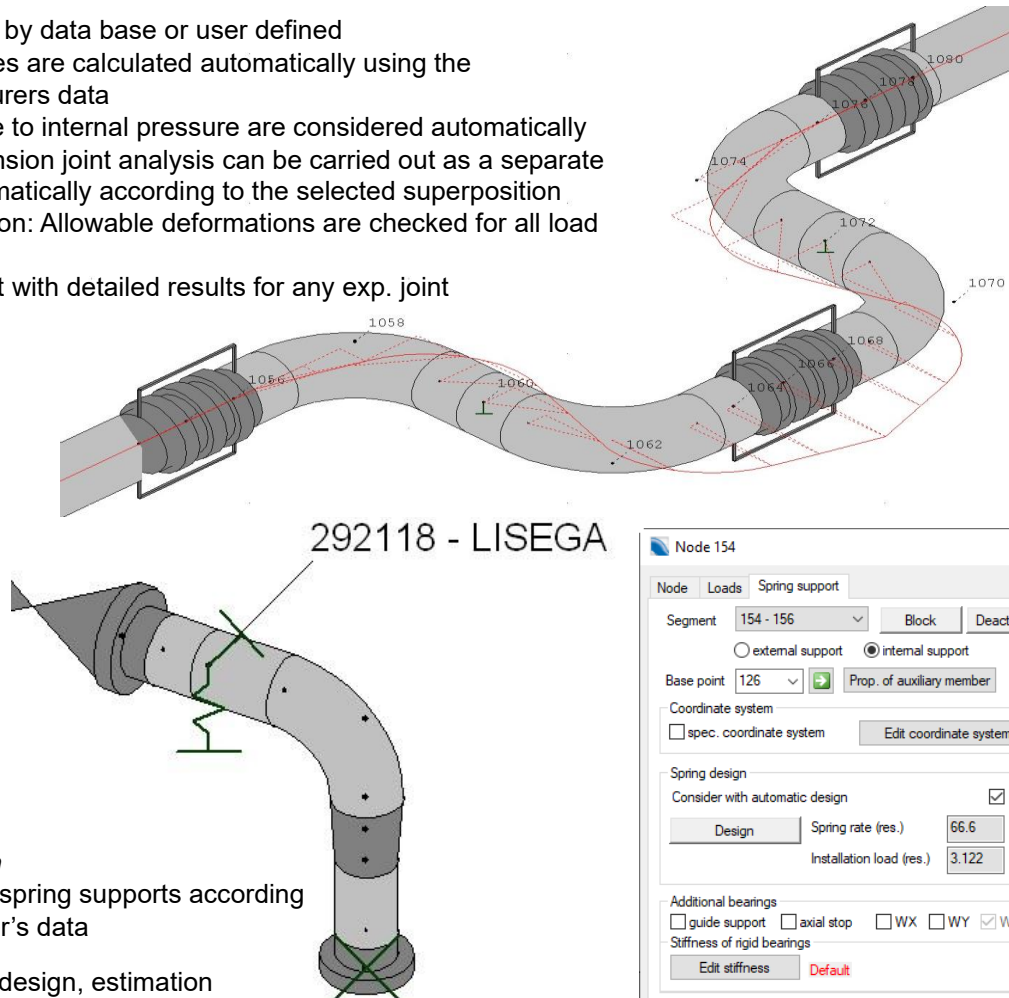 by data base or user defined
es are calculated automatically using the
urers data
e to internal pressure are considered automatically
nsion joint analysis can be carried out as a separate
matically according to the selected superposition
on: Allowable deformations are checked for all load
t with detailed results for any exp. joint
1080
1078
1076
1074
1072
1070
1068
1066
1064
1058
1056
1060
1062
292118 - LISEGA
Node 154
Node Loads Spring support
Segment 154 - 156 Block Deact
external support internal support
Base point 126 Prop. of auxiliary member
Coordinate system
spec. coordinate system Edit coordinate system
Spring design
Consider with automatic design
Design Spring rate (res.) 66.6
Installation load (res.) 3.122
Additional bearings
guide support axial stop WX WY W
Stiffness of rigid bearings
Edit stiffness Default
spring supports according
r's data
design, estimation